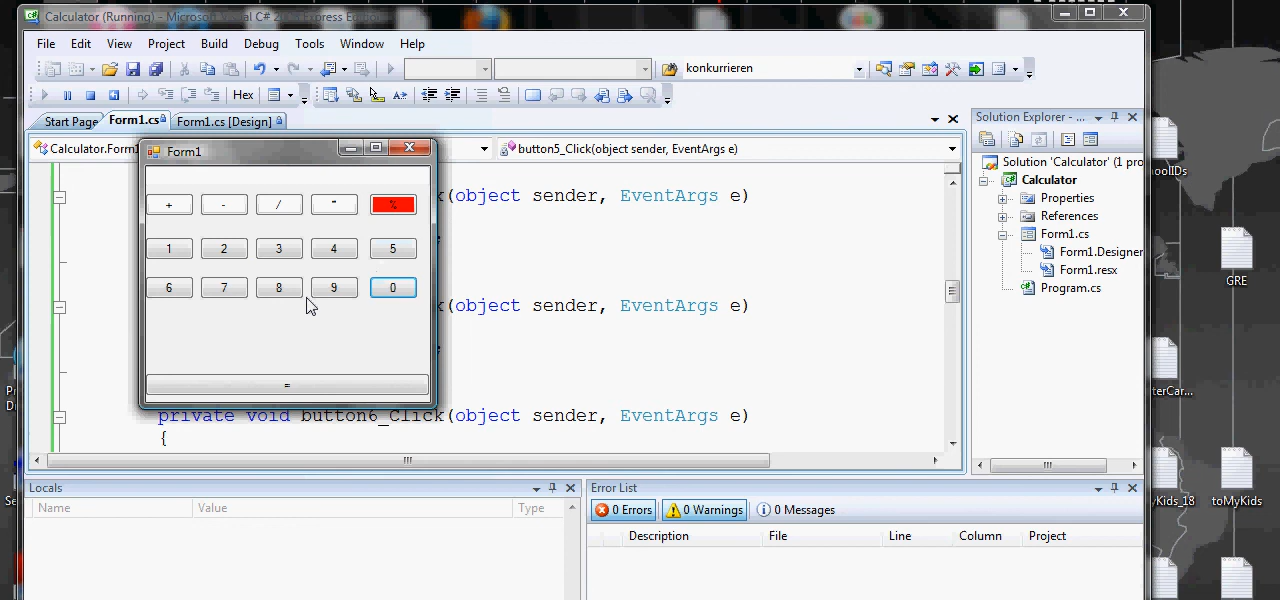 Calculator (Running) - Microsoft Visual C# 2008 Express Edition
File Edit View Project Build Debug Tools Window Help
konkurrieren
Hex
Start Page Form1.cs Form1.cs [Design]
Solution Explorer - ...
Calculator.Form1 button5_Click(object sender, EventArgs e)
Form1
Solution 'Calculator' (1 pro
Calculator
Properties
References
Form1.cs
Form1.Designer
Form1.resx
Program.cs
+ - / %
1 2 3 4 5
6 7 8 9 0
=
k(object sender, EventArgs e)
;
k(object sender, EventArgs e)
;
private void button6_Click(object sender, EventArgs e)
{
Locals
Name Value Type
Error List
0 Errors 0 Warnings 0 Messages
Description File Line Column Project
oolIDs
GRE
terCar...
yKids_18
toMyKids